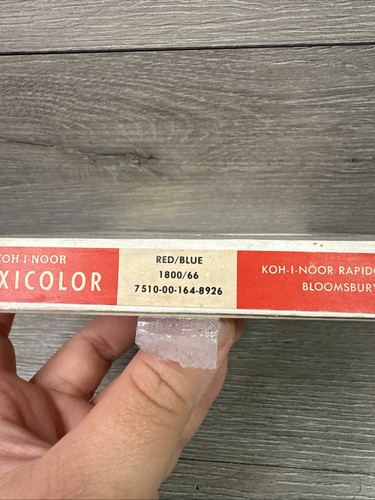 KOH-I-NOOR
XICOLOR
RED/BLUE
1800/66
7510-00-164-8926
KOH-I-NOOR RAPIDO
BLOOMSBURY